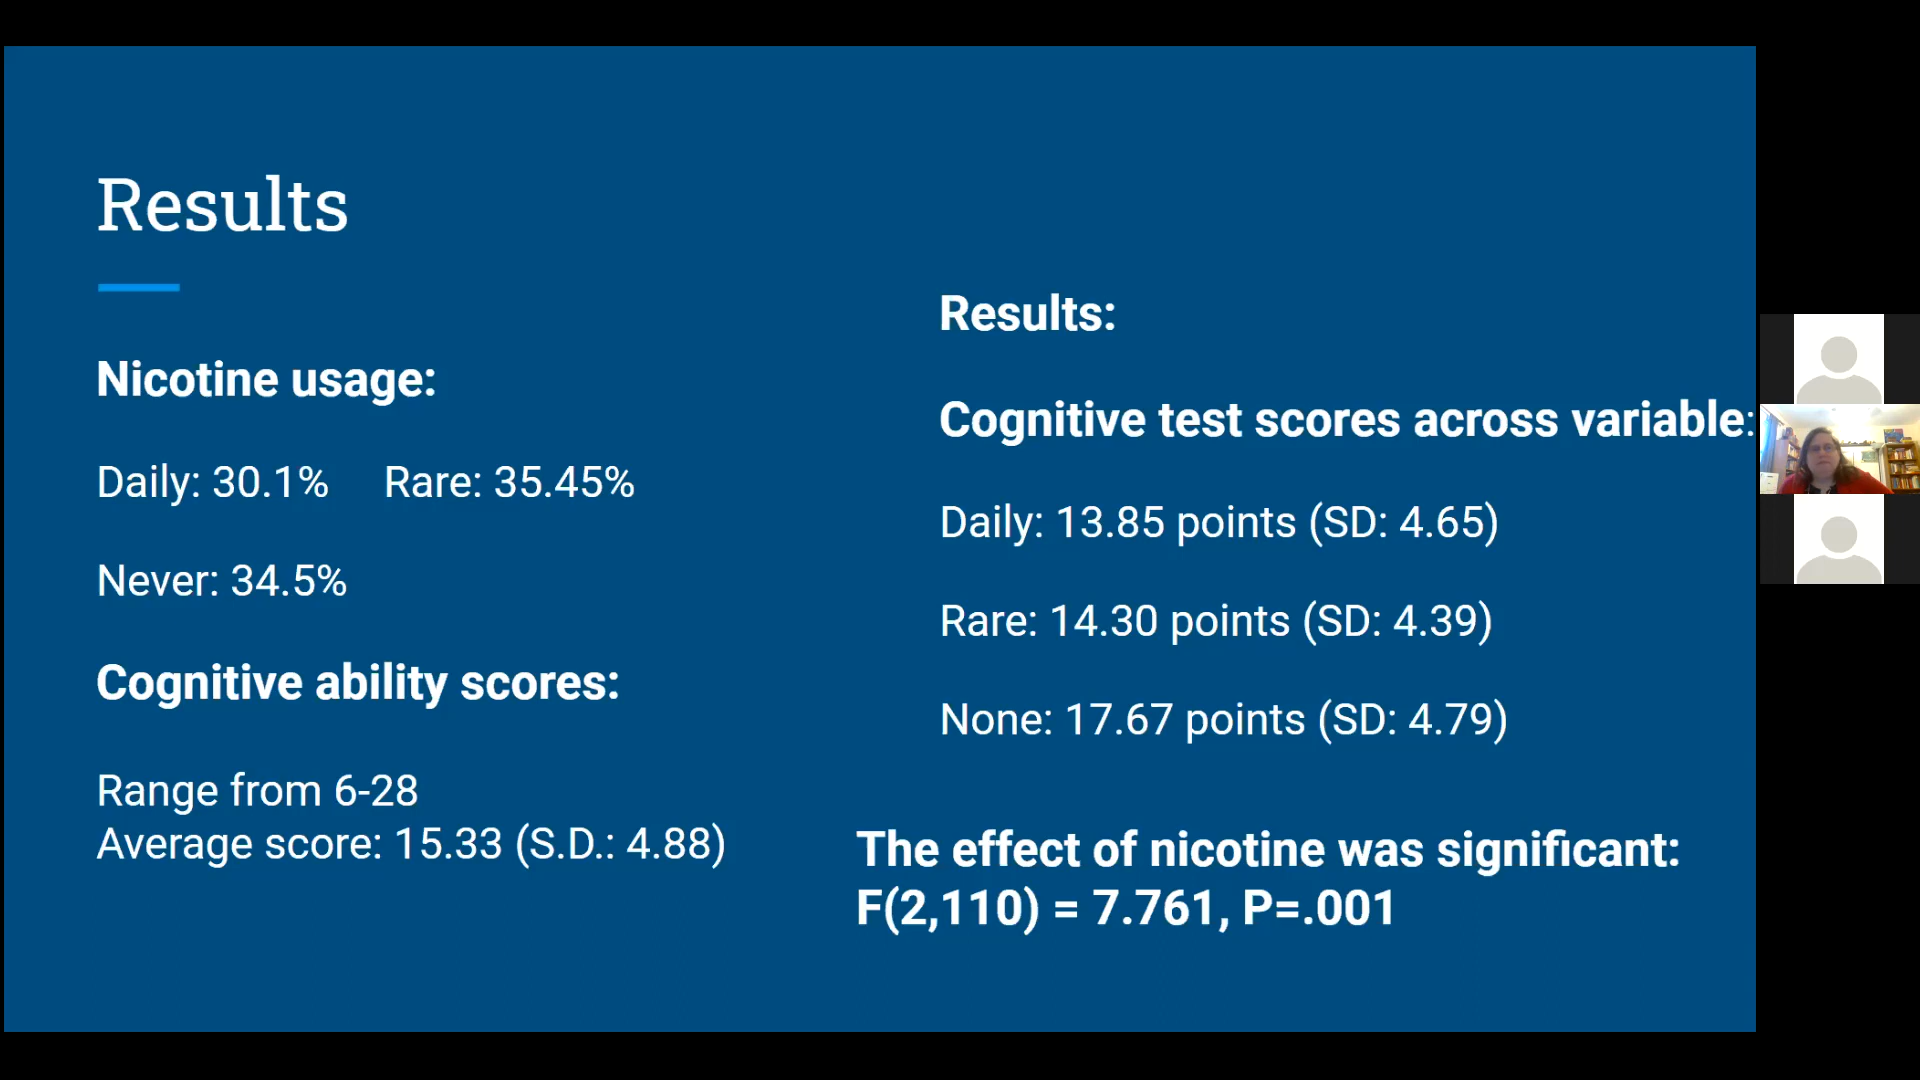 Results
Nicotine usage:
Daily: 30.1% Rare: 35.45%
Never: 34.5%
Cognitive ability scores:
Range from 6-28
Average score: 15.33 (S.D.: 4.88)
Results:
Cognitive test scores across variable:
Daily: 13.85 points (SD: 4.65)
Rare: 14.30 points (SD: 4.39)
None: 17.67 points (SD: 4.79)
The effect of nicotine was significant:
F(2,110) = 7.761, P=.001